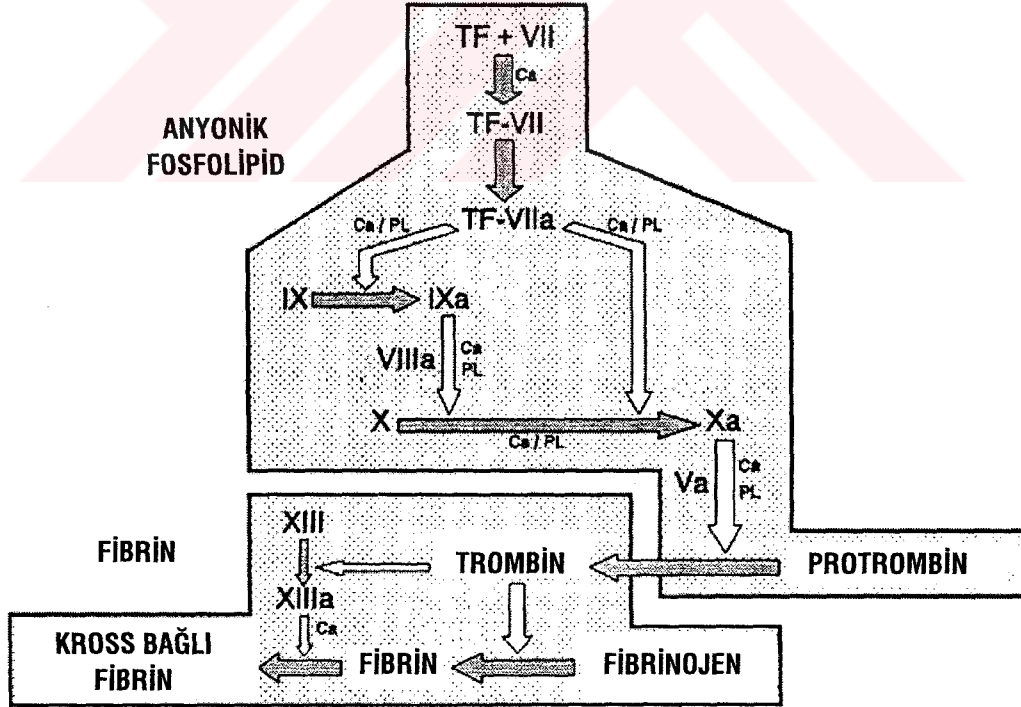 TF + VII
Ca
TF-VII
ANYONİK
FOSFOLİPİD
TF-VIIa
Ca / PL
Ca / PL
IX
IXa
VIIIa
Ca
PL
X
Xa
Ca / PL
Va
Ca
PL
XIII
FİBRİN
TROMBİN
PROTROMBİN
XIIIa
Ca
KROSS BAĞLI
FİBRİN
FİBRİN
FİBRİNOJEN